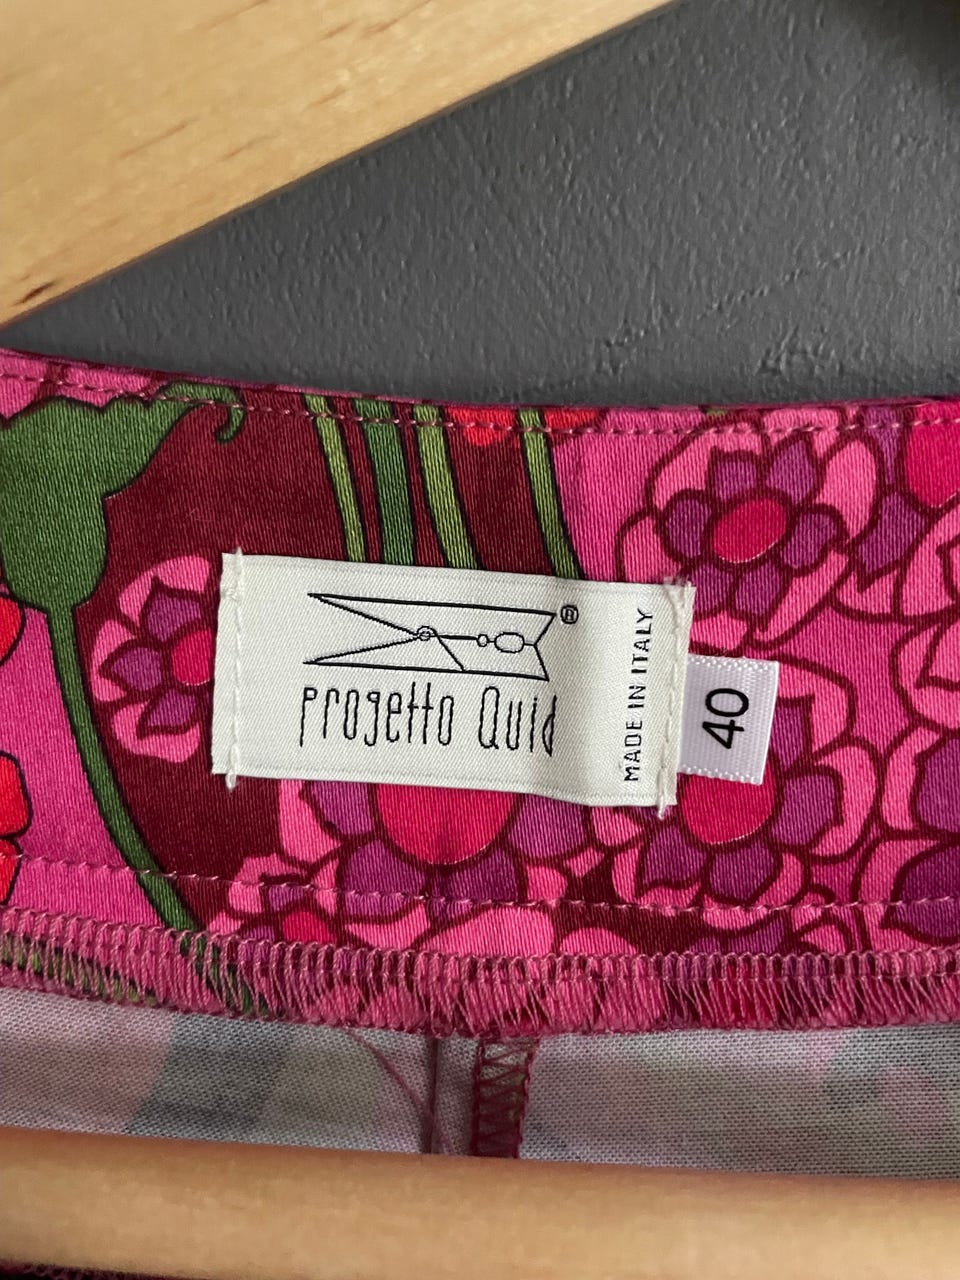 ®
Progetto Quid
MADE IN ITALY
40